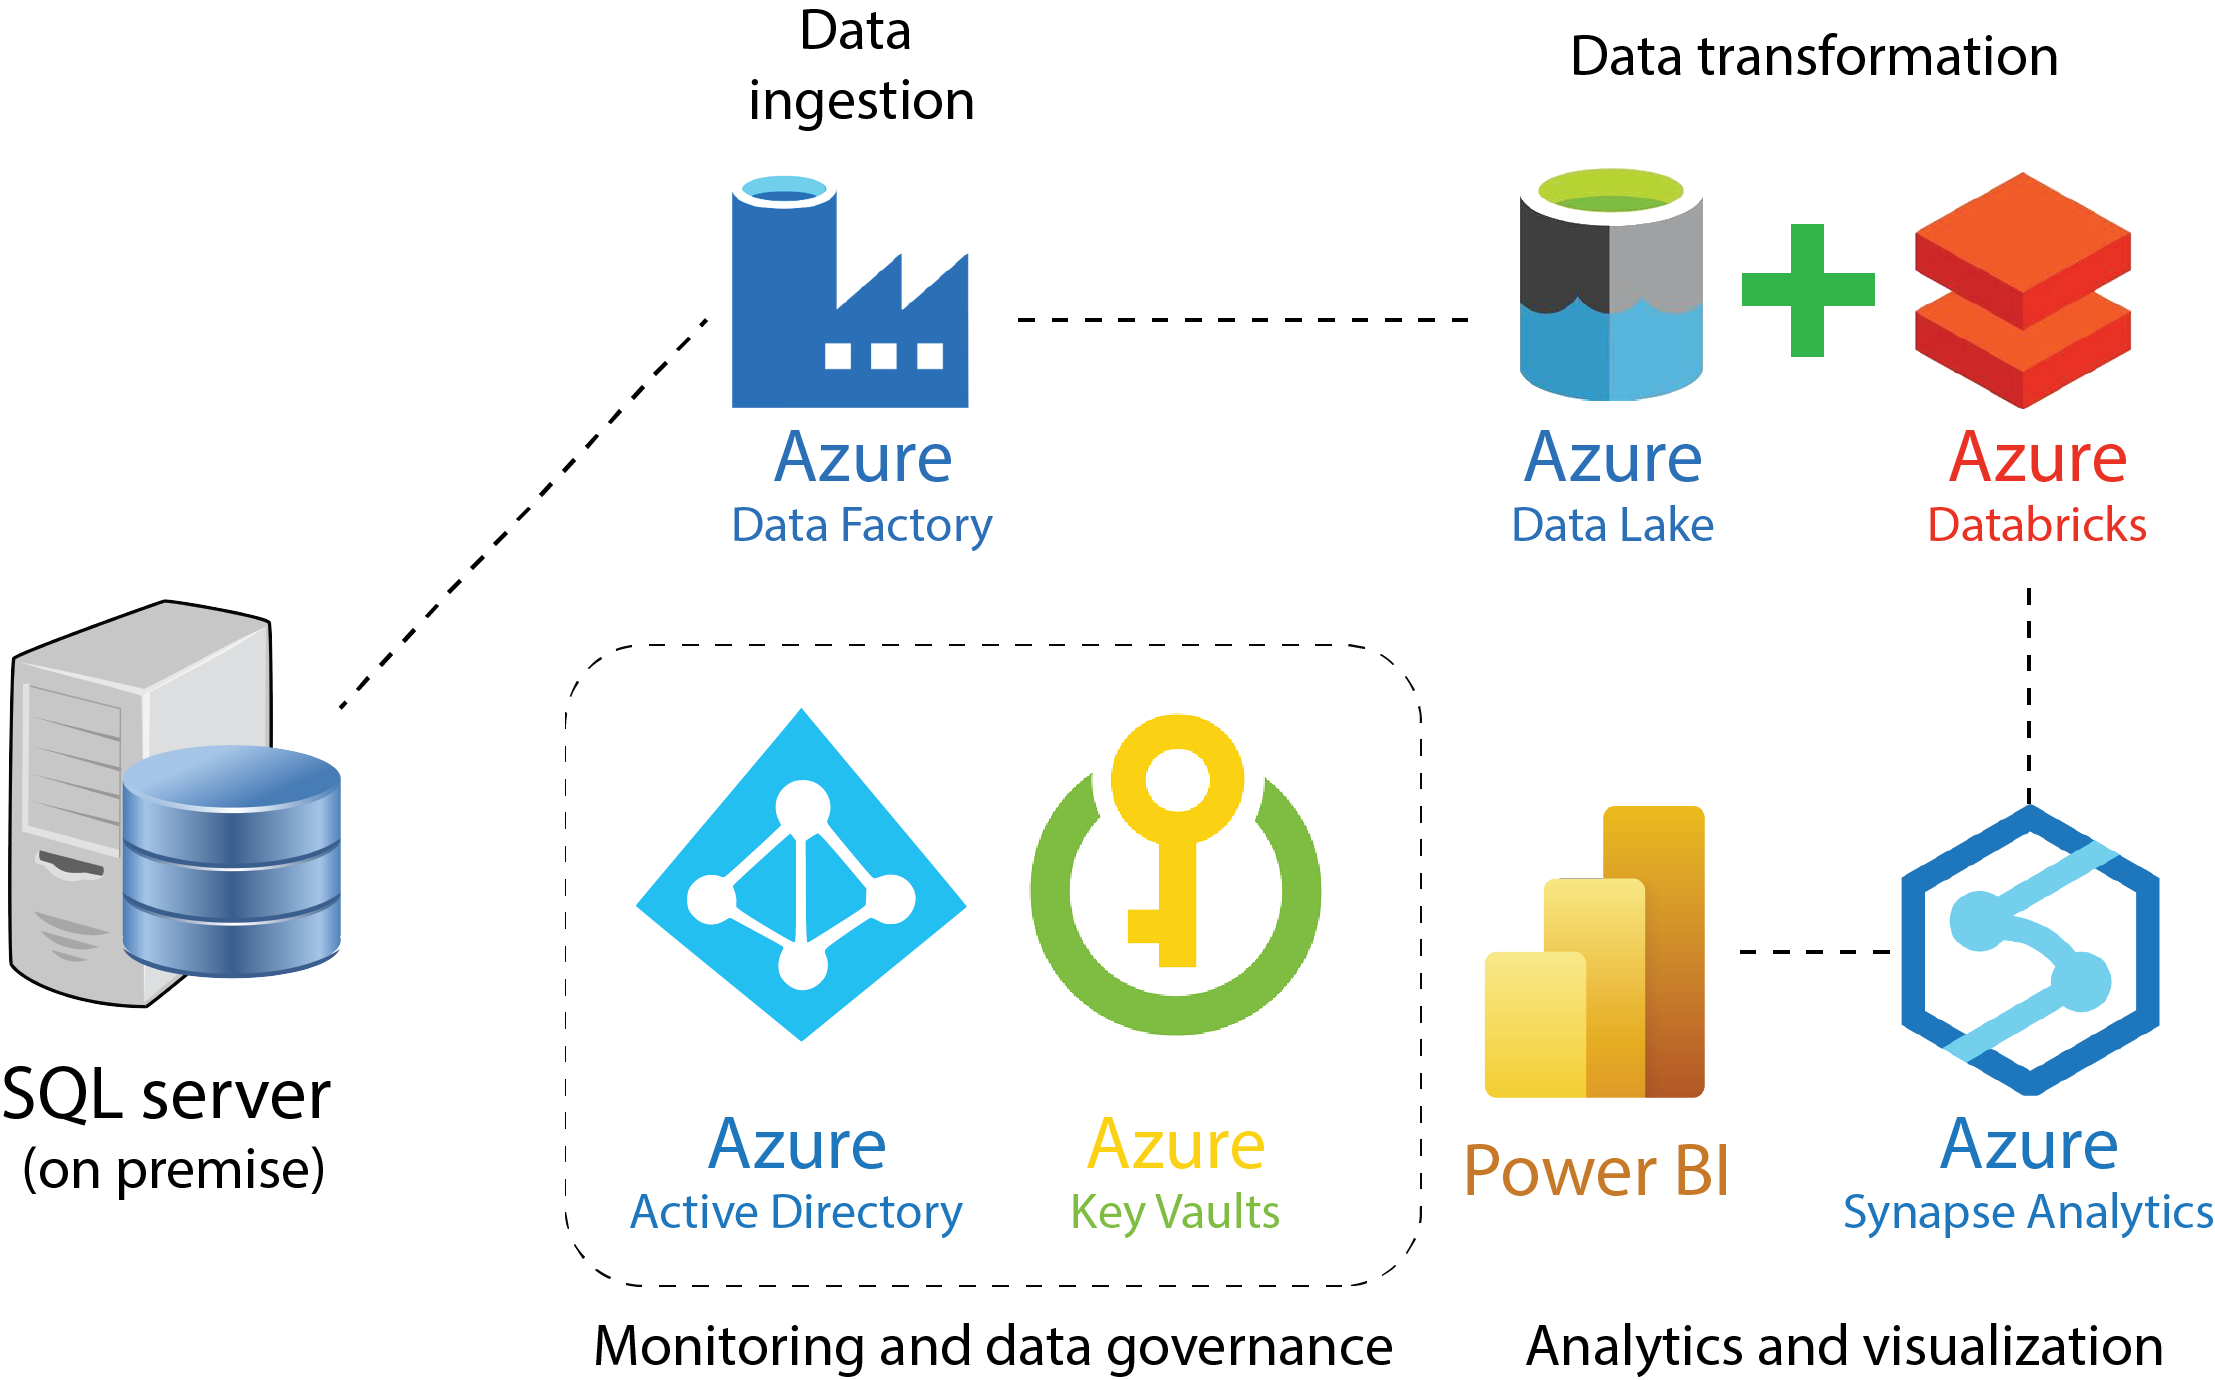 Data
ingestion
Data transformation
Azure
Data Factory
Azure
Data Lake
Azure
Databricks
SQL server
(on premise)
Azure
Active Directory
Azure
Key Vaults
Power BI
Azure
Synapse Analytics
Monitoring and data governance
Analytics and visualization